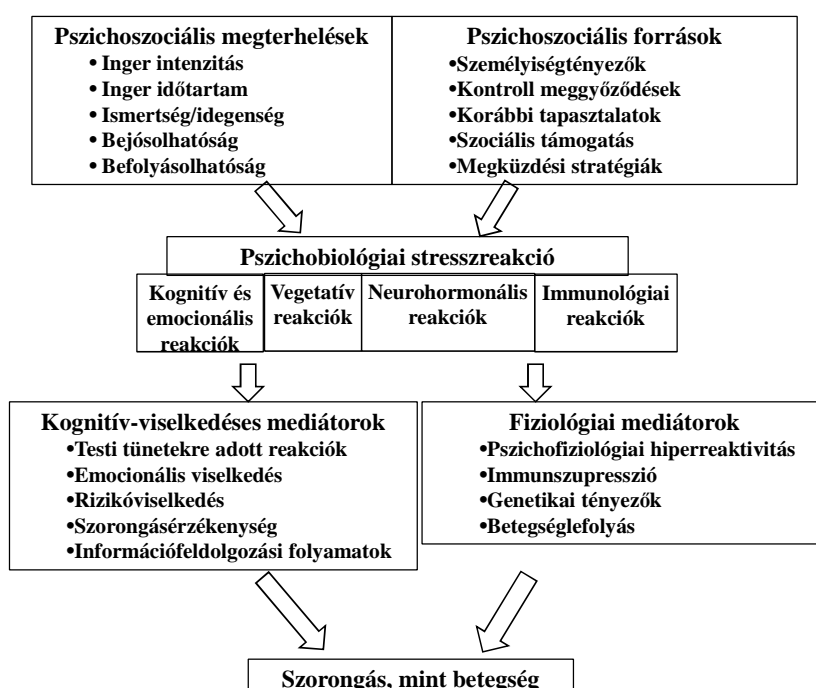 Pszichoszociális megterhelések
• Inger intenzitás
• Inger időtartam
• Ismertség/idegenség
• Bejósolhatóság
• Befolyásolhatóság
Pszichoszociális források
•Személyiségtényezők
•Kontroll meggyőződések
•Korábbi tapasztalatok
•Szociális támogatás
•Megküzdési stratégiák
Pszichobiológiai stresszreakció
Kognitív és
emocionális
reakciók
Vegetatív
reakciók
Neurohormonális
reakciók
Immunológiai
reakciók
Kognitív-viselkedéses mediátorok
•Testi tünetekre adott reakciók
•Emocionális viselkedés
•Rizikóviselkedés
•Szorongásérzékenység
•Információfeldolgozási folyamatok
Fiziológiai mediátorok
•Pszichofiziológiai hiperreaktivitás
•Immunszupresszió
•Genetikai tényezők
•Betegséglefolyás
Szorongás, mint betegség